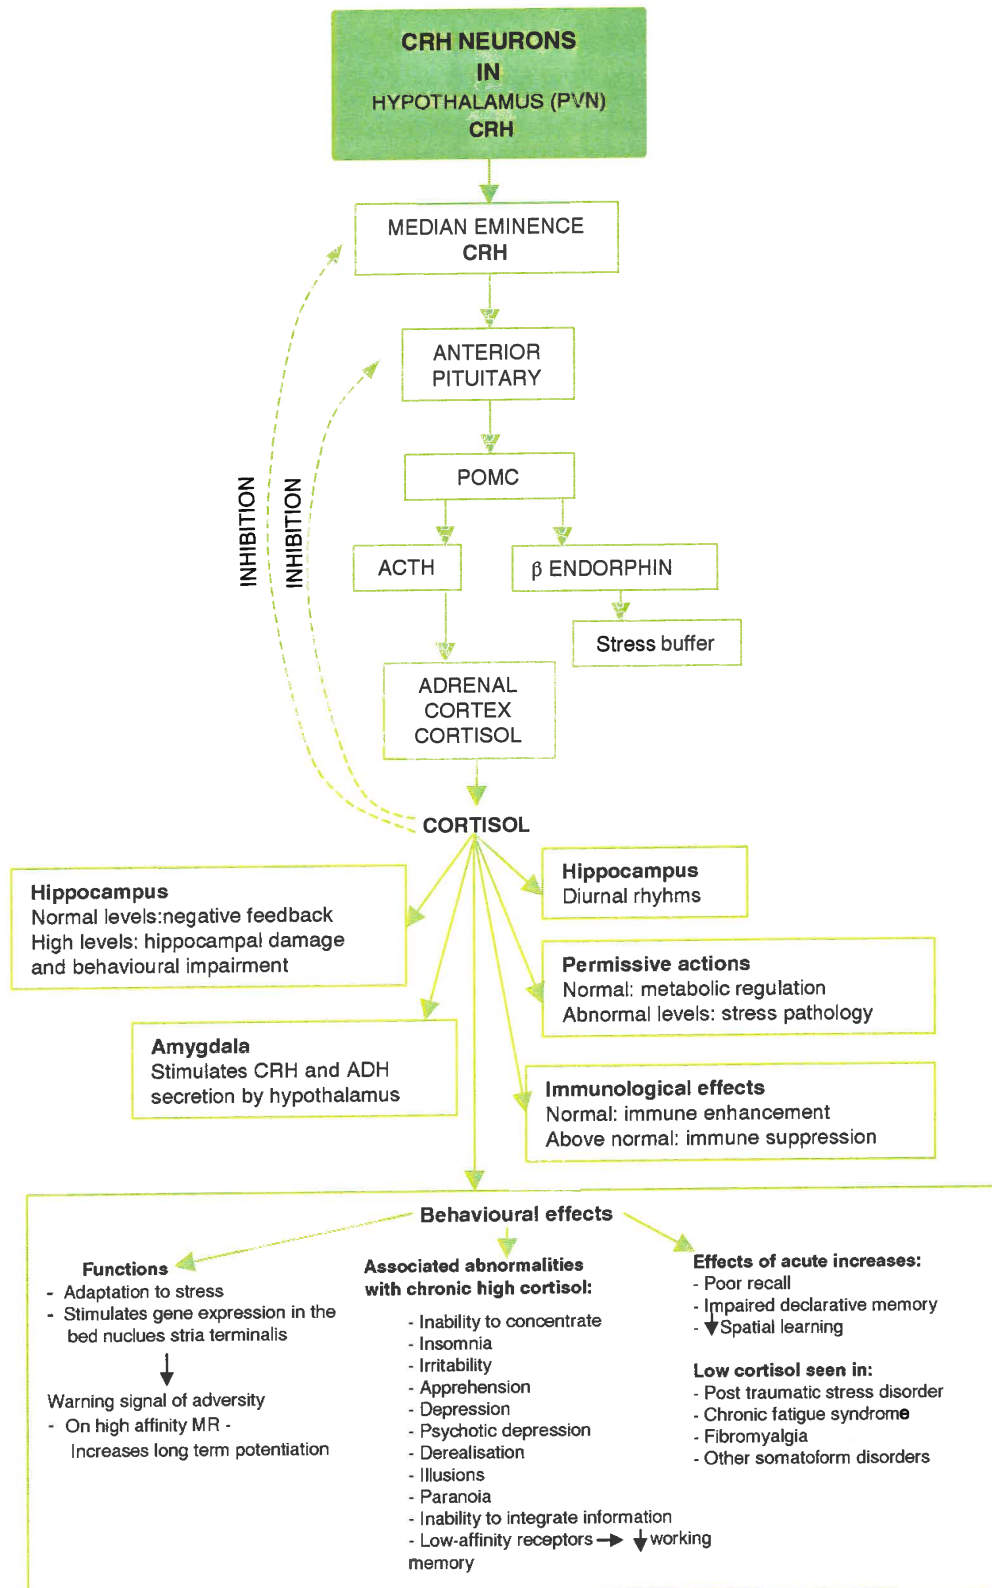 CRH NEURONS
IN
HYPOTHALAMUS (PVN)
CRH
MEDIAN EMINENCE
CRH
ANTERIOR
PITUITARY
POMC
INHIBITION
INHIBITION
ACTH
β ENDORPHIN
Stress buffer
ADRENAL
CORTEX
CORTISOL
CORTISOL
Hippocampus
Normal levels:negative feedback
High levels: hippocampal damage
and behavioural impairment
Hippocampus
Diurnal rhyhms
Permissive actions
Normal: metabolic regulation
Abnormal levels: stress pathology
Amygdala
Stimulates CRH and ADH
secretion by hypothalamus
Immunological effects
Normal: immune enhancement
Above normal: immune suppression
Behavioural effects
Functions
- Adaptation to stress
- Stimulates gene expression in the
bed nuclues stria terminalis
Warning signal of adversity
- On high affinity MR -
Increases long term potentiation
Associated abnormalities
with chronic high cortisol:
- Inability to concentrate
- Insomnia
- Irritability
- Apprehension
- Depression
- Psychotic depression
- Derealisation
- Illusions
- Paranoia
- Inability to integrate information
- Low-affinity receptors → ↓ working
memory
Effects of acute increases:
- Poor recall
- Impaired declarative memory
- ↓ Spatial learning
Low cortisol seen in:
- Post traumatic stress disorder
- Chronic fatigue syndrome
- Fibromyalgia
- Other somatoform disorders